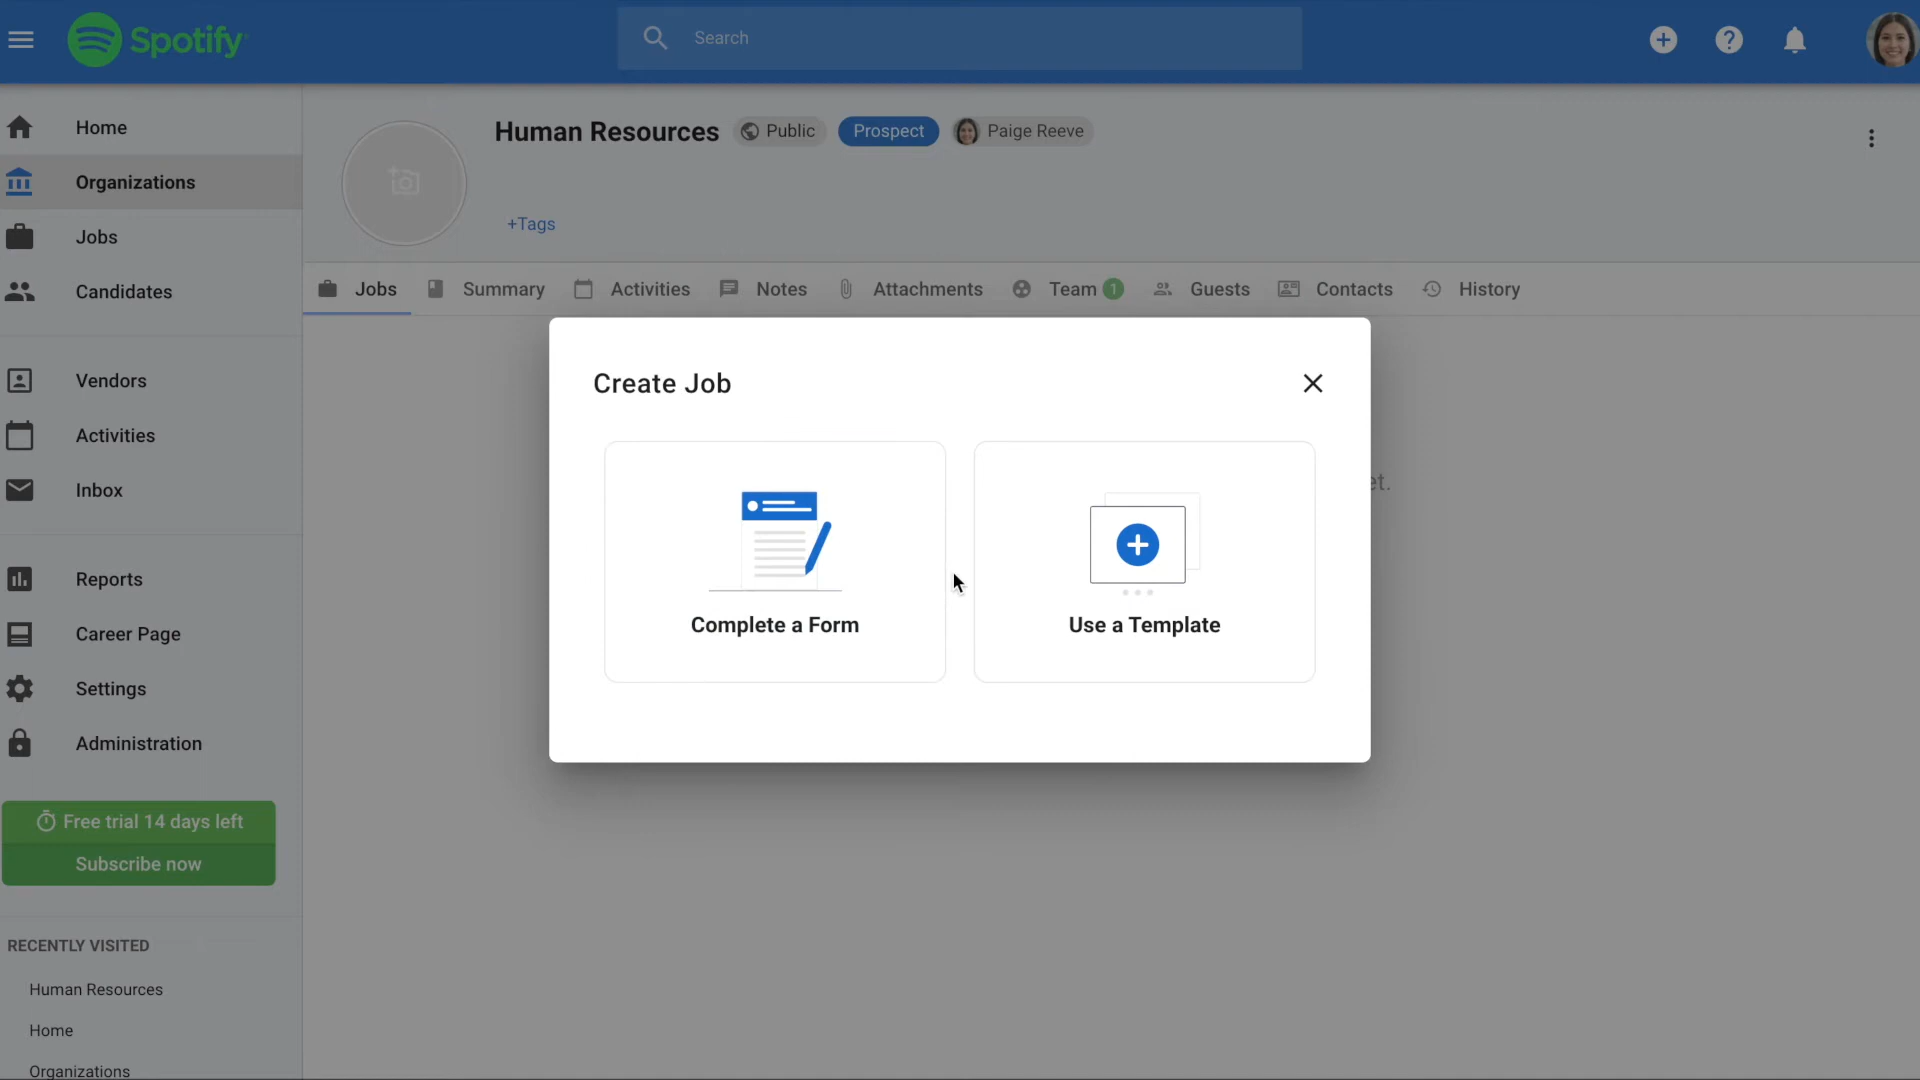 Spotify
Search
Home
Organizations
Jobs
Candidates
Vendors
Activities
Inbox
Reports
Career Page
Settings
Administration
Free trial 14 days left
Subscribe now
RECENTLY VISITED
Human Resources
Home
Organizations
Human Resources
Public
Prospect
Paige Reeve
+Tags
Jobs
Summary
Activities
Notes
Attachments
Team 1
Guests
Contacts
History
Create Job
Complete a Form
Use a Template
et.